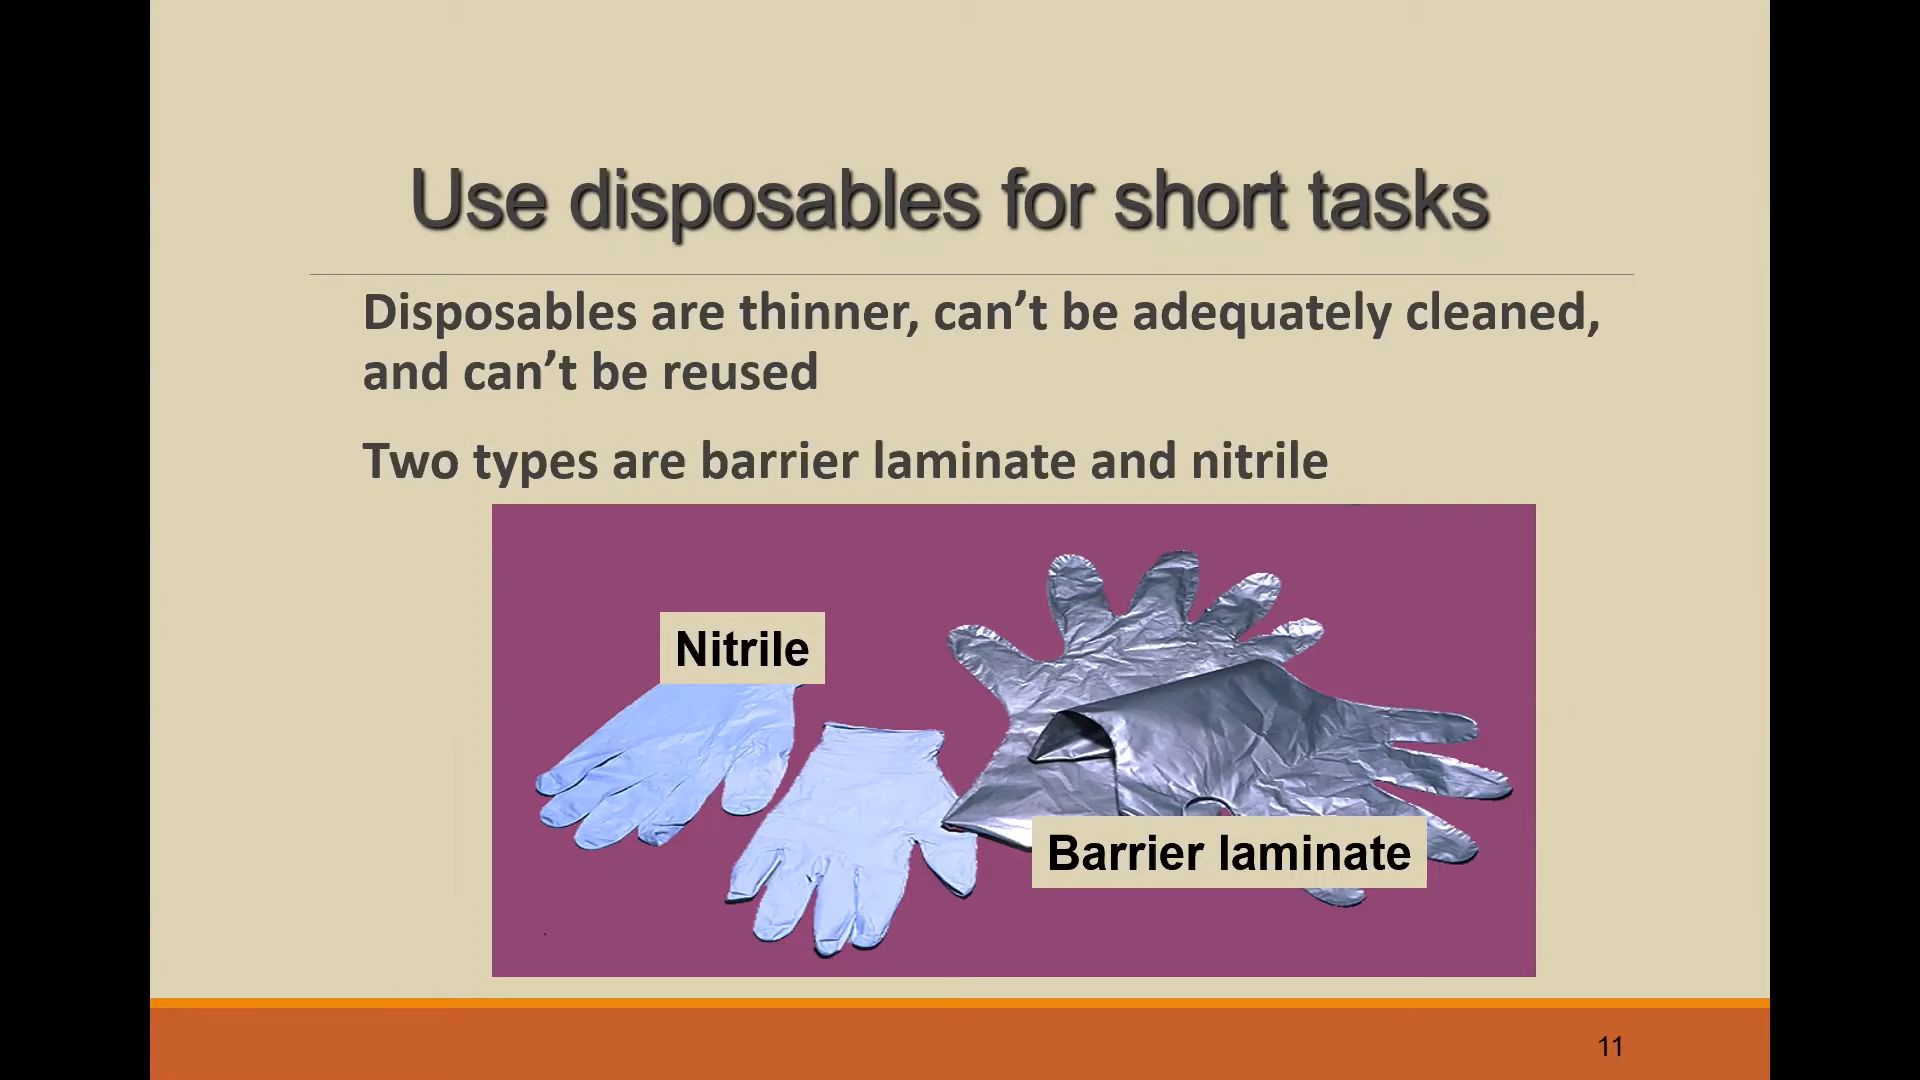 Use disposables for short tasks
Disposables are thinner, can’t be adequately cleaned,
and can’t be reused
Two types are barrier laminate and nitrile
Nitrile
Barrier laminate
11